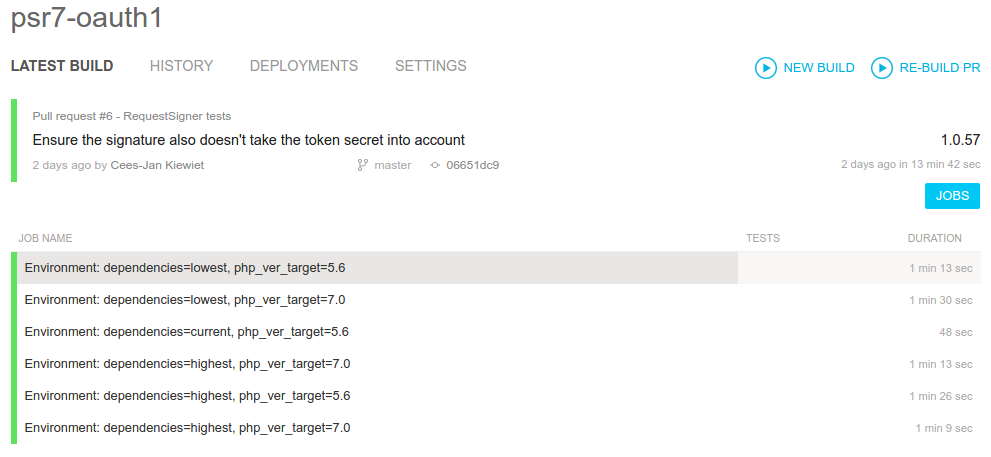 psr7-oauth1
LATEST BUILD HISTORY DEPLOYMENTS SETTINGS NEW BUILD RE-BUILD PR
Pull request #6 - RequestSigner tests
Ensure the signature also doesn't take the token secret into account 1.0.57
2 days ago by Cees-Jan Kiewiet master 06651dc9 2 days ago in 13 min 42 sec
JOBS
JOB NAME TESTS DURATION
Environment: dependencies=lowest, php_ver_target=5.6 1 min 13 sec
Environment: dependencies=lowest, php_ver_target=7.0 1 min 30 sec
Environment: dependencies=current, php_ver_target=5.6 48 sec
Environment: dependencies=highest, php_ver_target=7.0 1 min 13 sec
Environment: dependencies=highest, php_ver_target=5.6 1 min 26 sec
Environment: dependencies=highest, php_ver_target=7.0 1 min 9 sec